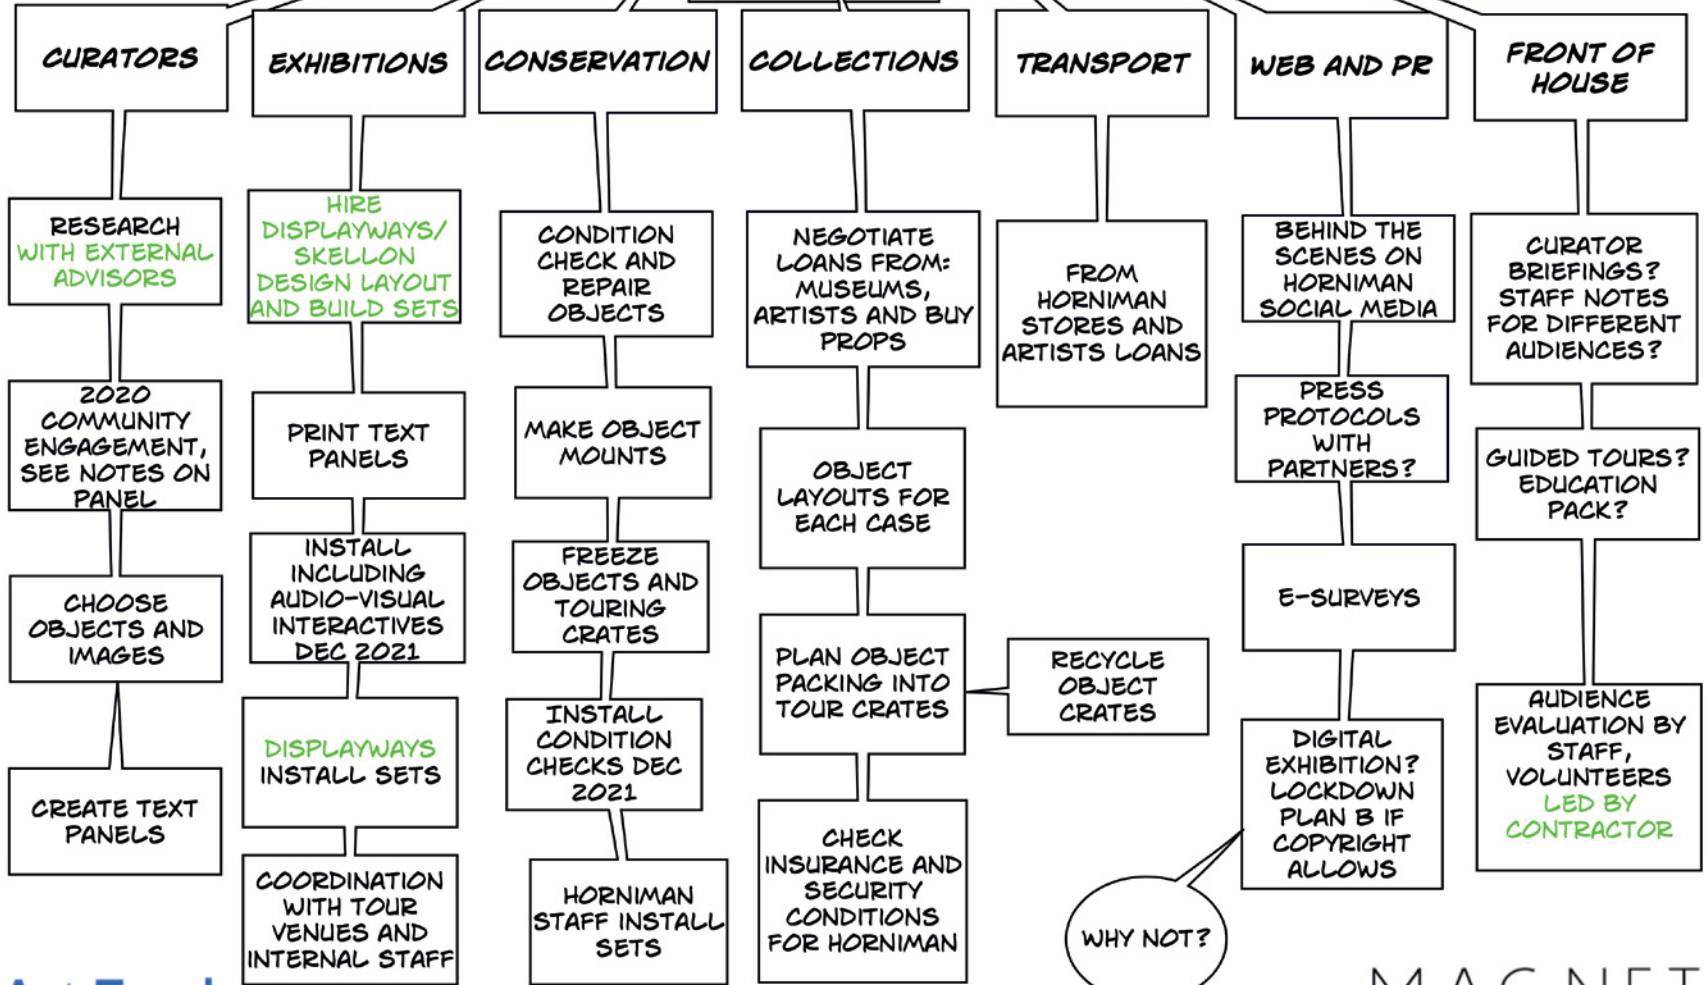 CURATORS
EXHIBITIONS
CONSERVATION
COLLECTIONS
TRANSPORT
WEB AND PR
FRONT OF
HOUSE
RESEARCH
WITH EXTERNAL
ADVISORS
2020
COMMUNITY
ENGAGEMENT,
SEE NOTES ON
PANEL
CHOOSE
OBJECTS AND
IMAGES
CREATE TEXT
PANELS
HIRE
DISPLAYWAYS/
SKELLON
DESIGN LAYOUT
AND BUILD SETS
PRINT TEXT
PANELS
INSTALL
INCLUDING
AUDIO-VISUAL
INTERACTIVES
DEC 2021
DISPLAYWAYS
INSTALL SETS
COORDINATION
WITH TOUR
VENUES AND
INTERNAL STAFF
CONDITION
CHECK AND
REPAIR
OBJECTS
MAKE OBJECT
MOUNTS
FREEZE
OBJECTS AND
TOURING
CRATES
INSTALL
CONDITION
CHECKS DEC
2021
HORNIMAN
STAFF INSTALL
SETS
NEGOTIATE
LOANS FROM:
MUSEUMS,
ARTISTS AND BUY
PROPS
OBJECT
LAYOUTS FOR
EACH CASE
PLAN OBJECT
PACKING INTO
TOUR CRATES
RECYCLE
OBJECT
CRATES
CHECK
INSURANCE AND
SECURITY
CONDITIONS
FOR HORNIMAN
FROM
HORNIMAN
STORES AND
ARTISTS LOANS
BEHIND THE
SCENES ON
HORNIMAN
SOCIAL MEDIA
PRESS
PROTOCOLS
WITH
PARTNERS?
E-SURVEYS
DIGITAL
EXHIBITION?
LOCKDOWN
PLAN B IF
COPYRIGHT
ALLOWS
WHY NOT?
CURATOR
BRIEFINGS?
STAFF NOTES
FOR DIFFERENT
AUDIENCES?
GUIDED TOURS?
EDUCATION
PACK?
AUDIENCE
EVALUATION BY
STAFF,
VOLUNTEERS
LED BY
CONTRACTOR
MAGNET